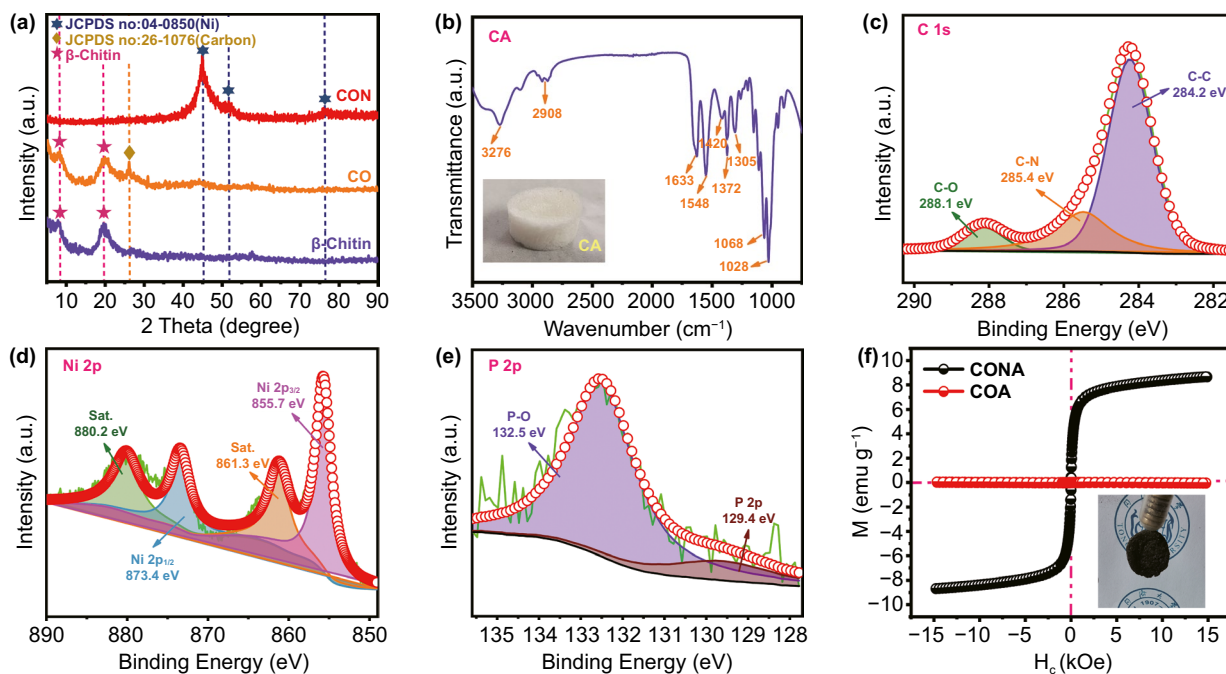 (a)
JCPDS no:04-0850(Ni)
JCPDS no:26-1076(Carbon)
β-Chitin
CON
CO
β-Chitin
Intensity (a.u.)
10 20 30 40 50 60 70 80 90
2 Theta (degree)
(b)
CA
2908
3276
1633
1548
1420
1372
1305
1068
1028
CA
Transmittance (a.u.)
3500 3000 2500 2000 1500 1000
Wavenumber (cm⁻¹)
(c)
C 1s
C-C
284.2 eV
C-N
285.4 eV
C-O
288.1 eV
Intensity (a.u.)
290 288 286 284 282
Binding Energy (eV)
(d)
Ni 2p
Ni 2p₃/₂
855.7 eV
Sat.
880.2 eV
Sat.
861.3 eV
Ni 2p₁/₂
873.4 eV
Intensity (a.u.)
890 880 870 860 850
Binding Energy (eV)
(e)
P 2p
P-O
132.5 eV
P 2p
129.4 eV
Intensity (a.u.)
135 134 133 132 131 130 129 128
Binding Energy (eV)
(f)
CONA
COA
10
8
6
4
2
0
−2
−4
−6
−8
−10
M (emu g⁻¹)
1907
−15 −10 −5 0 5 10 15
H꜀ (kOe)